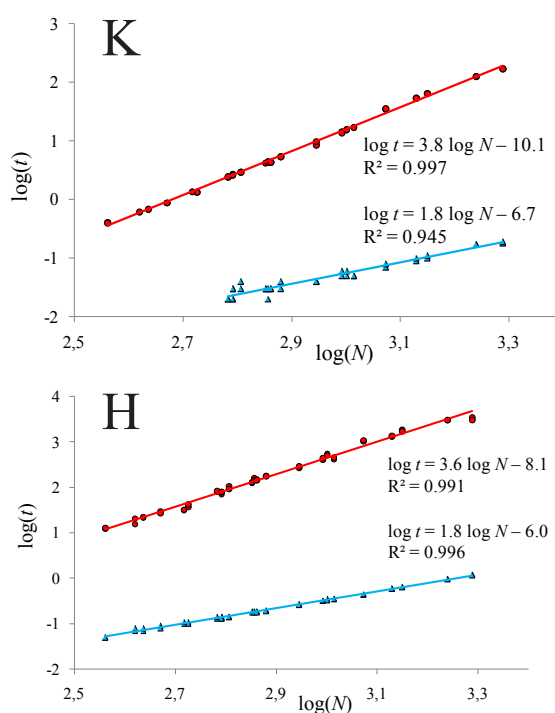 K
3
2
1
0
-1
-2
log(t)
log t = 3.8 log N – 10.1
R² = 0.997
log t = 1.8 log N – 6.7
R² = 0.945
2,5 2,7 2,9 3,1 3,3
log(N)
H
4
3
2
1
0
-1
-2
log(t)
log t = 3.6 log N – 8.1
R² = 0.991
log t = 1.8 log N – 6.0
R² = 0.996
2,5 2,7 2,9 3,1 3,3
log(N)